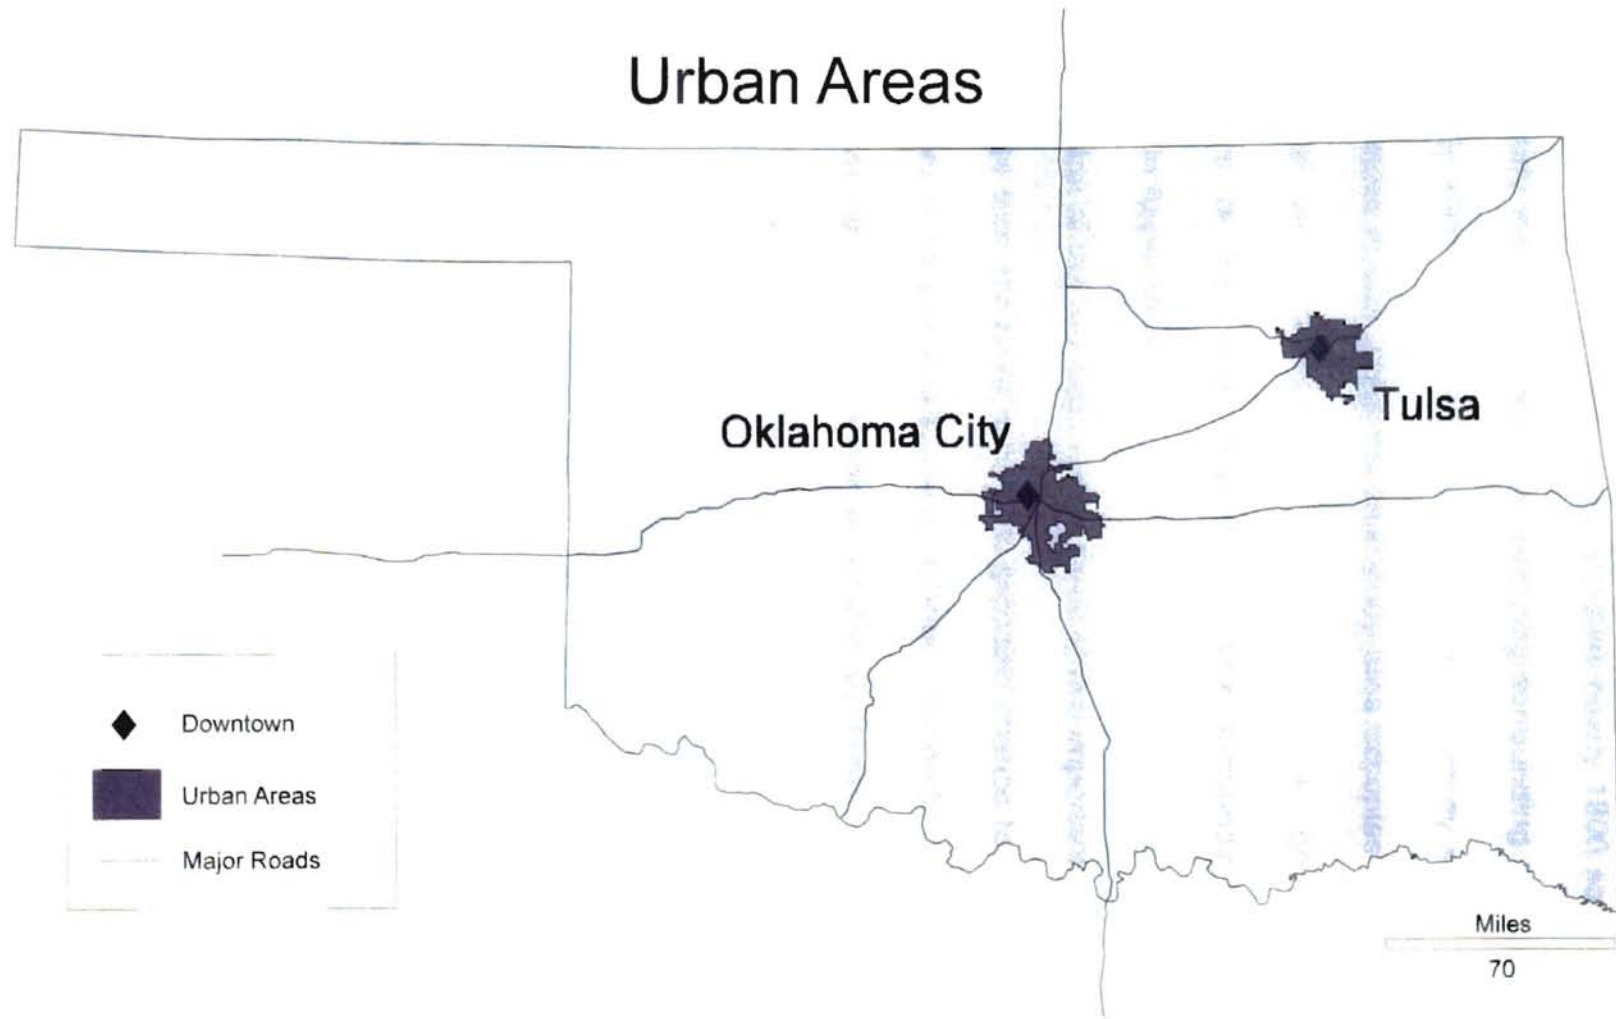 Urban Areas
Tulsa
Oklahoma City
Downtown
Urban Areas
Major Roads
Miles
70